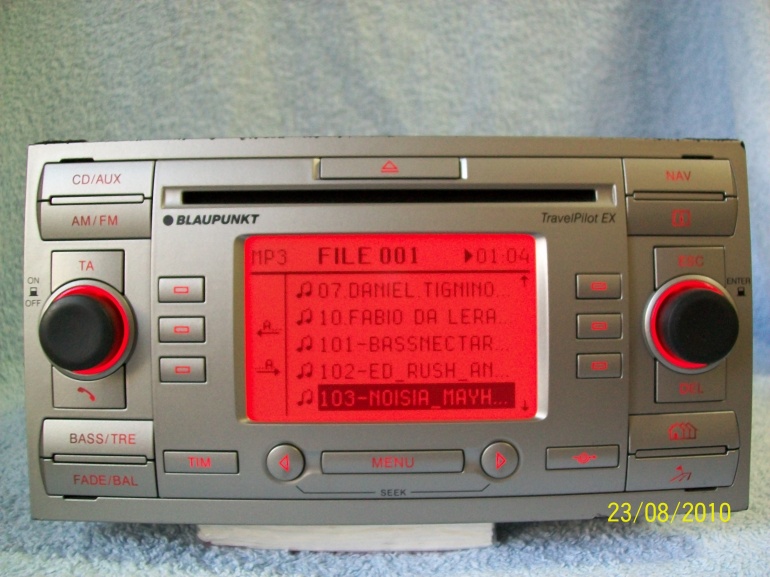 CD/AUX
NAV
AM/FM
BLAUPUNKT
TravelPilot EX
TA
ESC
ON
OFF
ENTER
MP3 FILE 001 01:04
07.DANIEL.TIGNINO...
10.FABIO DA LERA...
101-BASSNECTAR...
102-ED_RUSH_AN...
103-NOISIA_MAYH...
A
A
DEL
BASS/TRE
TIM
MENU
FADE/BAL
SEEK
23/08/2010